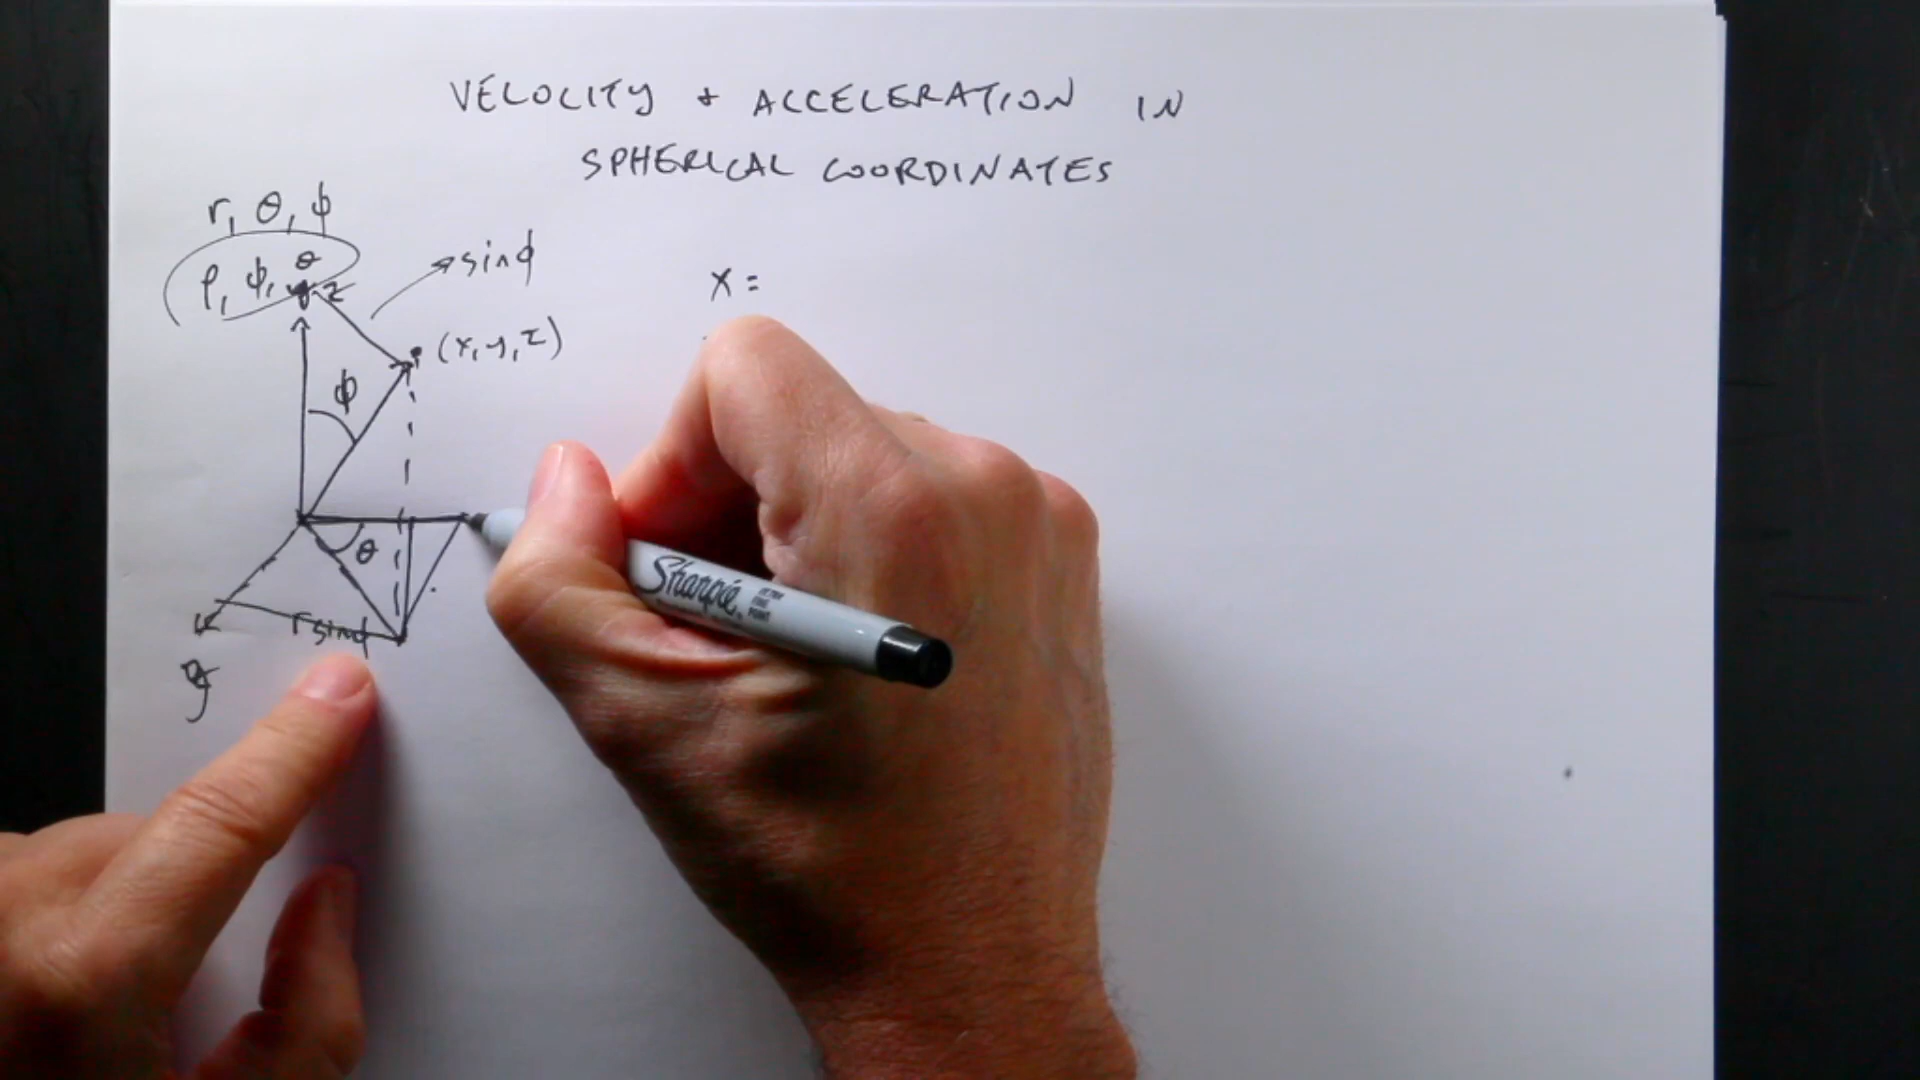 VELOCITY + ACCELERATION IN
SPHERICAL COORDINATES
r, θ, ϕ
θ
ρ, ϕ,
z
sinϕ
x =
(x, y, z)
ϕ
θ
r sinϕ
y
Sharpie